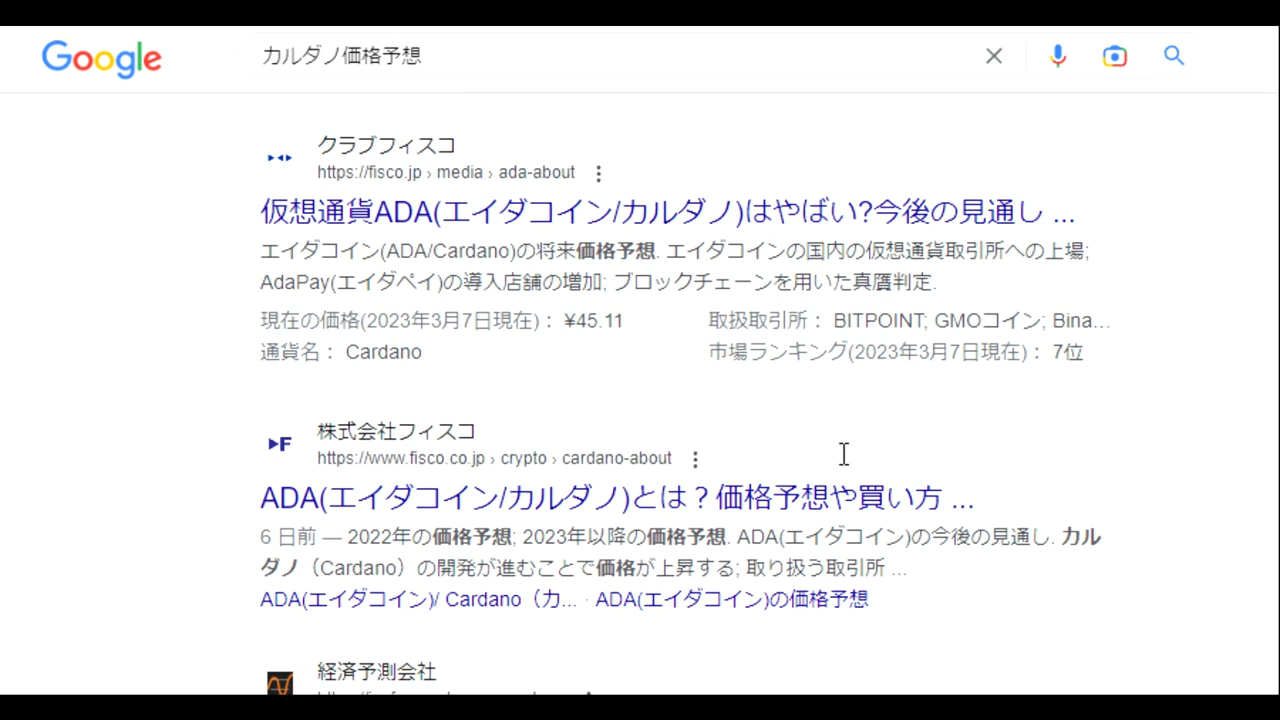 Google
カルダノ価格予想
クラブフィスコ
https://fisco.jp › media › ada-about
仮想通貨ADA(エイダコイン/カルダノ)はやばい?今後の見通し ...
エイダコイン(ADA/Cardano)の将来価格予想. エイダコインの国内の仮想通貨取引所への上場;
AdaPay(エイダペイ)の導入店舗の増加; ブロックチェーンを用いた真贋判定.
現在の価格(2023年3月7日現在)： ¥45.11
取扱取引所： BITPOINT; GMOコイン; Bina...
通貨名： Cardano
市場ランキング(2023年3月7日現在)： 7位
株式会社フィスコ
https://www.fisco.co.jp › crypto › cardano-about
ADA(エイダコイン/カルダノ)とは？価格予想や買い方 ...
6 日前 — 2022年の価格予想; 2023年以降の価格予想. ADA(エイダコイン)の今後の見通し. カル
ダノ（Cardano）の開発が進むことで価格が上昇する; 取り扱う取引所 ...
ADA(エイダコイン)/ Cardano（カ... · ADA(エイダコイン)の価格予想
経済予測会社